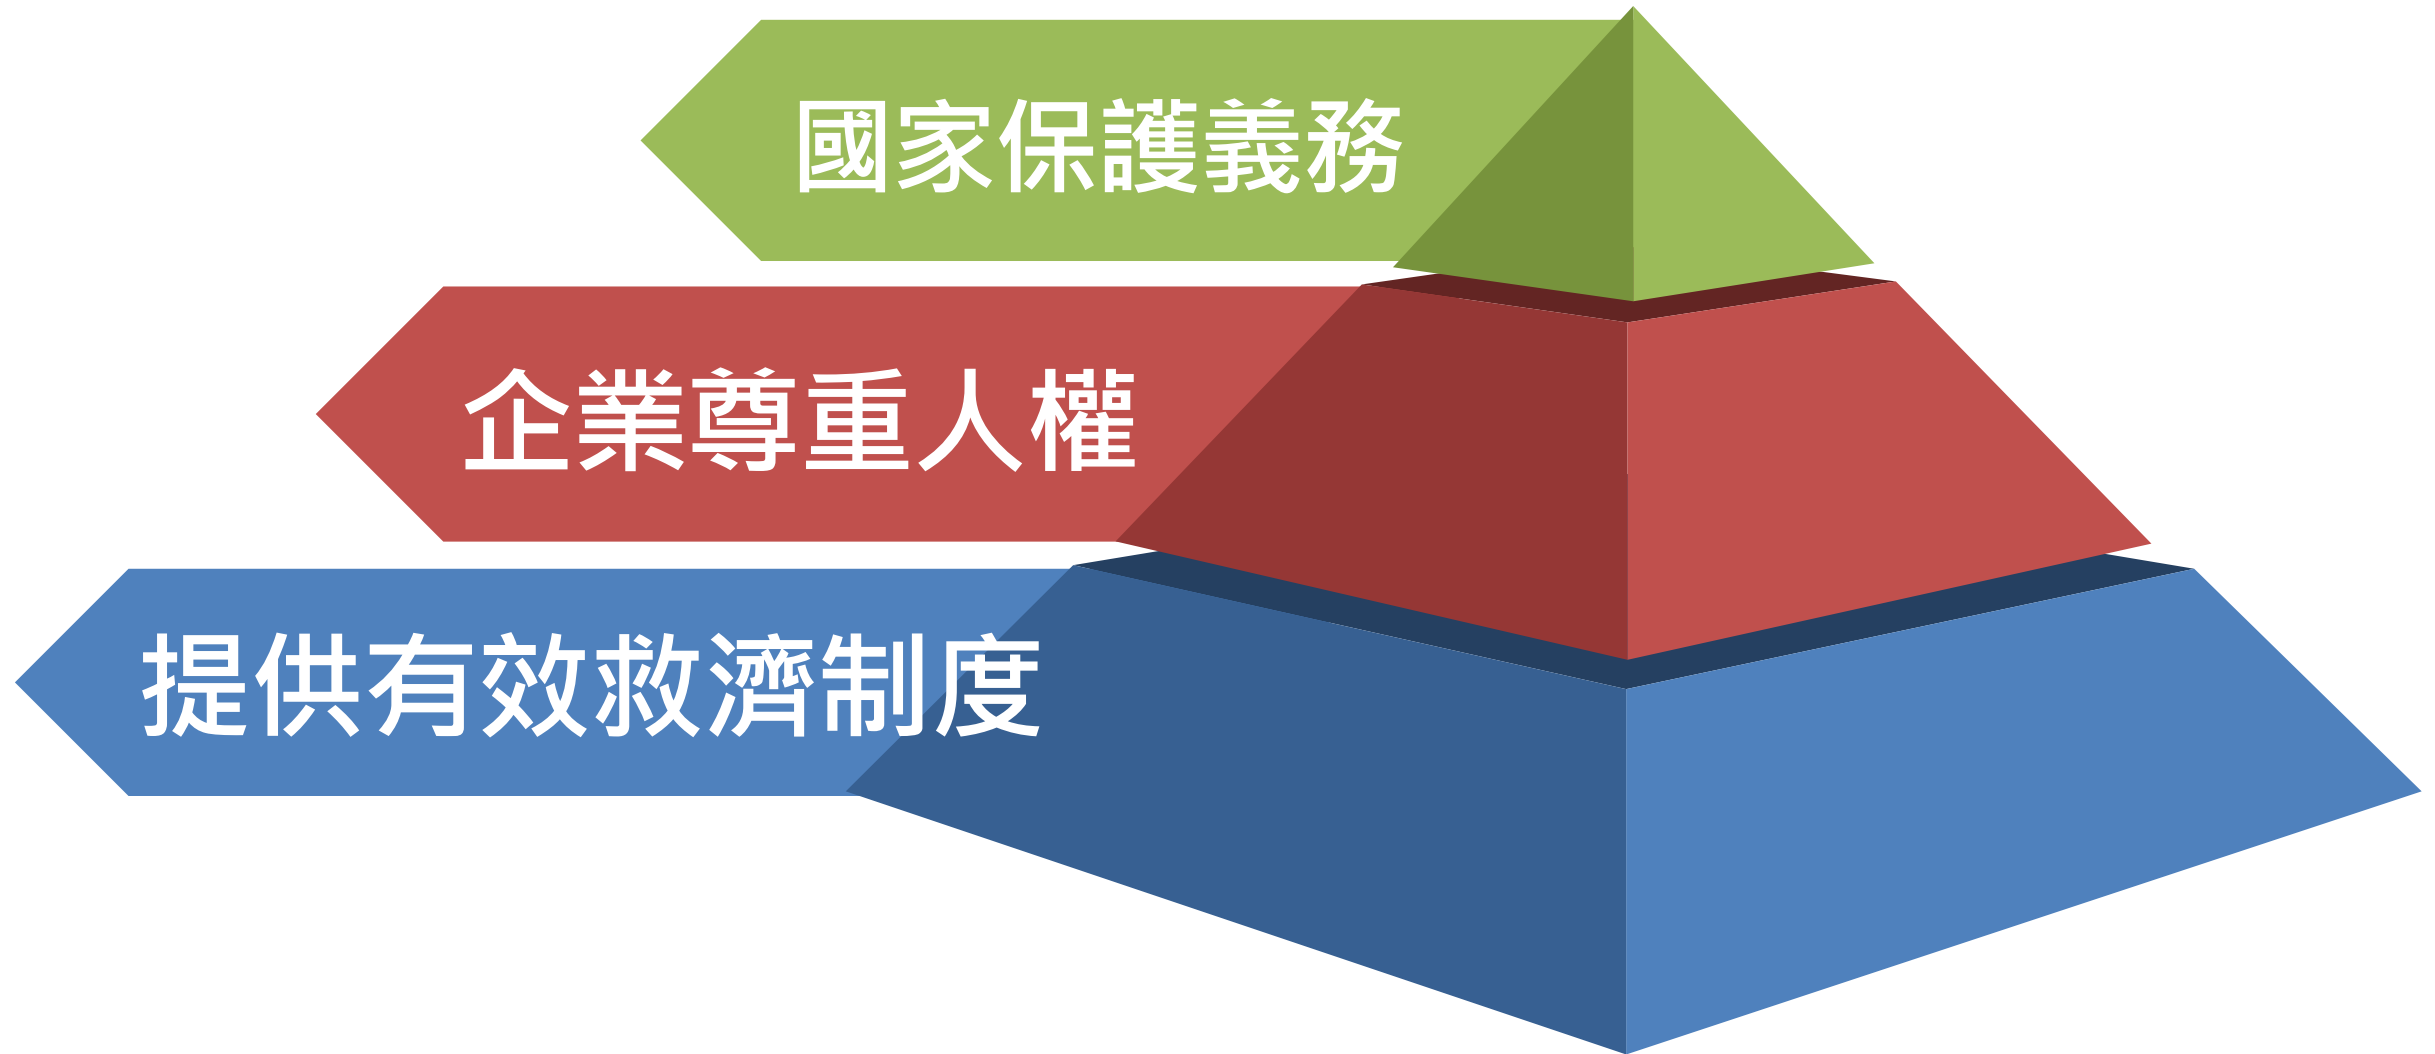 國家保護義務
企業尊重人權
提供有效救濟制度